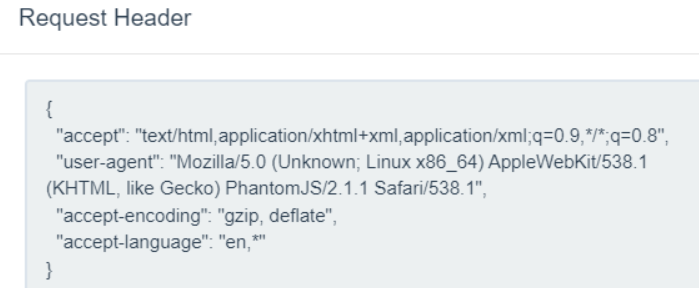 Request Header
{
"accept": "text/html,application/xhtml+xml,application/xml;q=0.9,*/*;q=0.8",
"user-agent": "Mozilla/5.0 (Unknown; Linux x86_64) AppleWebKit/538.1
(KHTML, like Gecko) PhantomJS/2.1.1 Safari/538.1",
"accept-encoding": "gzip, deflate",
"accept-language": "en,*"
}